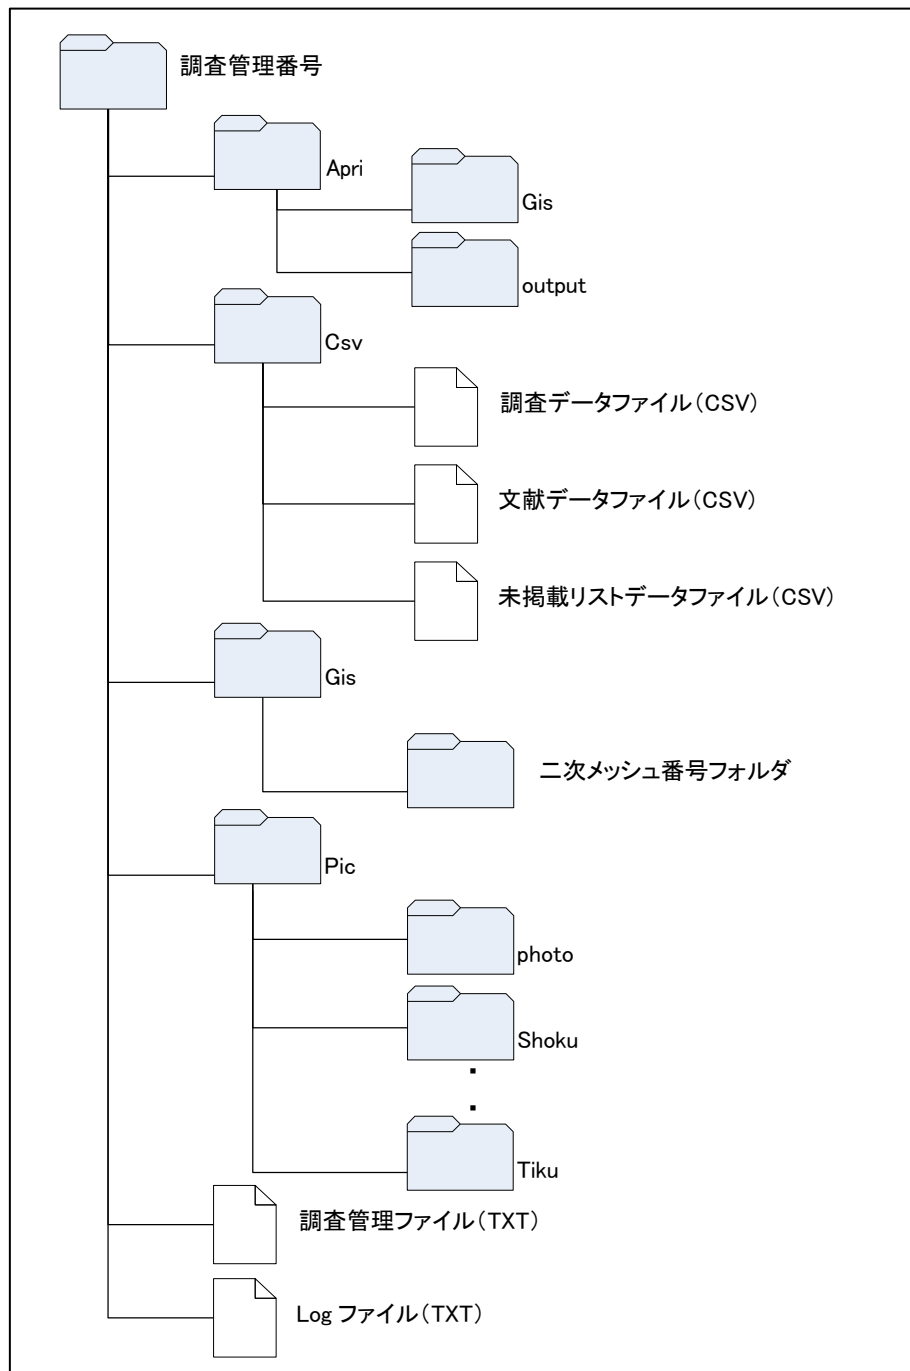 調査管理番号
Apri
Gis
output
Csv
調査データファイル（CSV）
文献データファイル（CSV）
未掲載リストデータファイル（CSV）
Gis
二次メッシュ番号フォルダ
Pic
photo
Shoku
・
・
Tiku
調査管理ファイル（TXT）
Log ファイル（TXT）